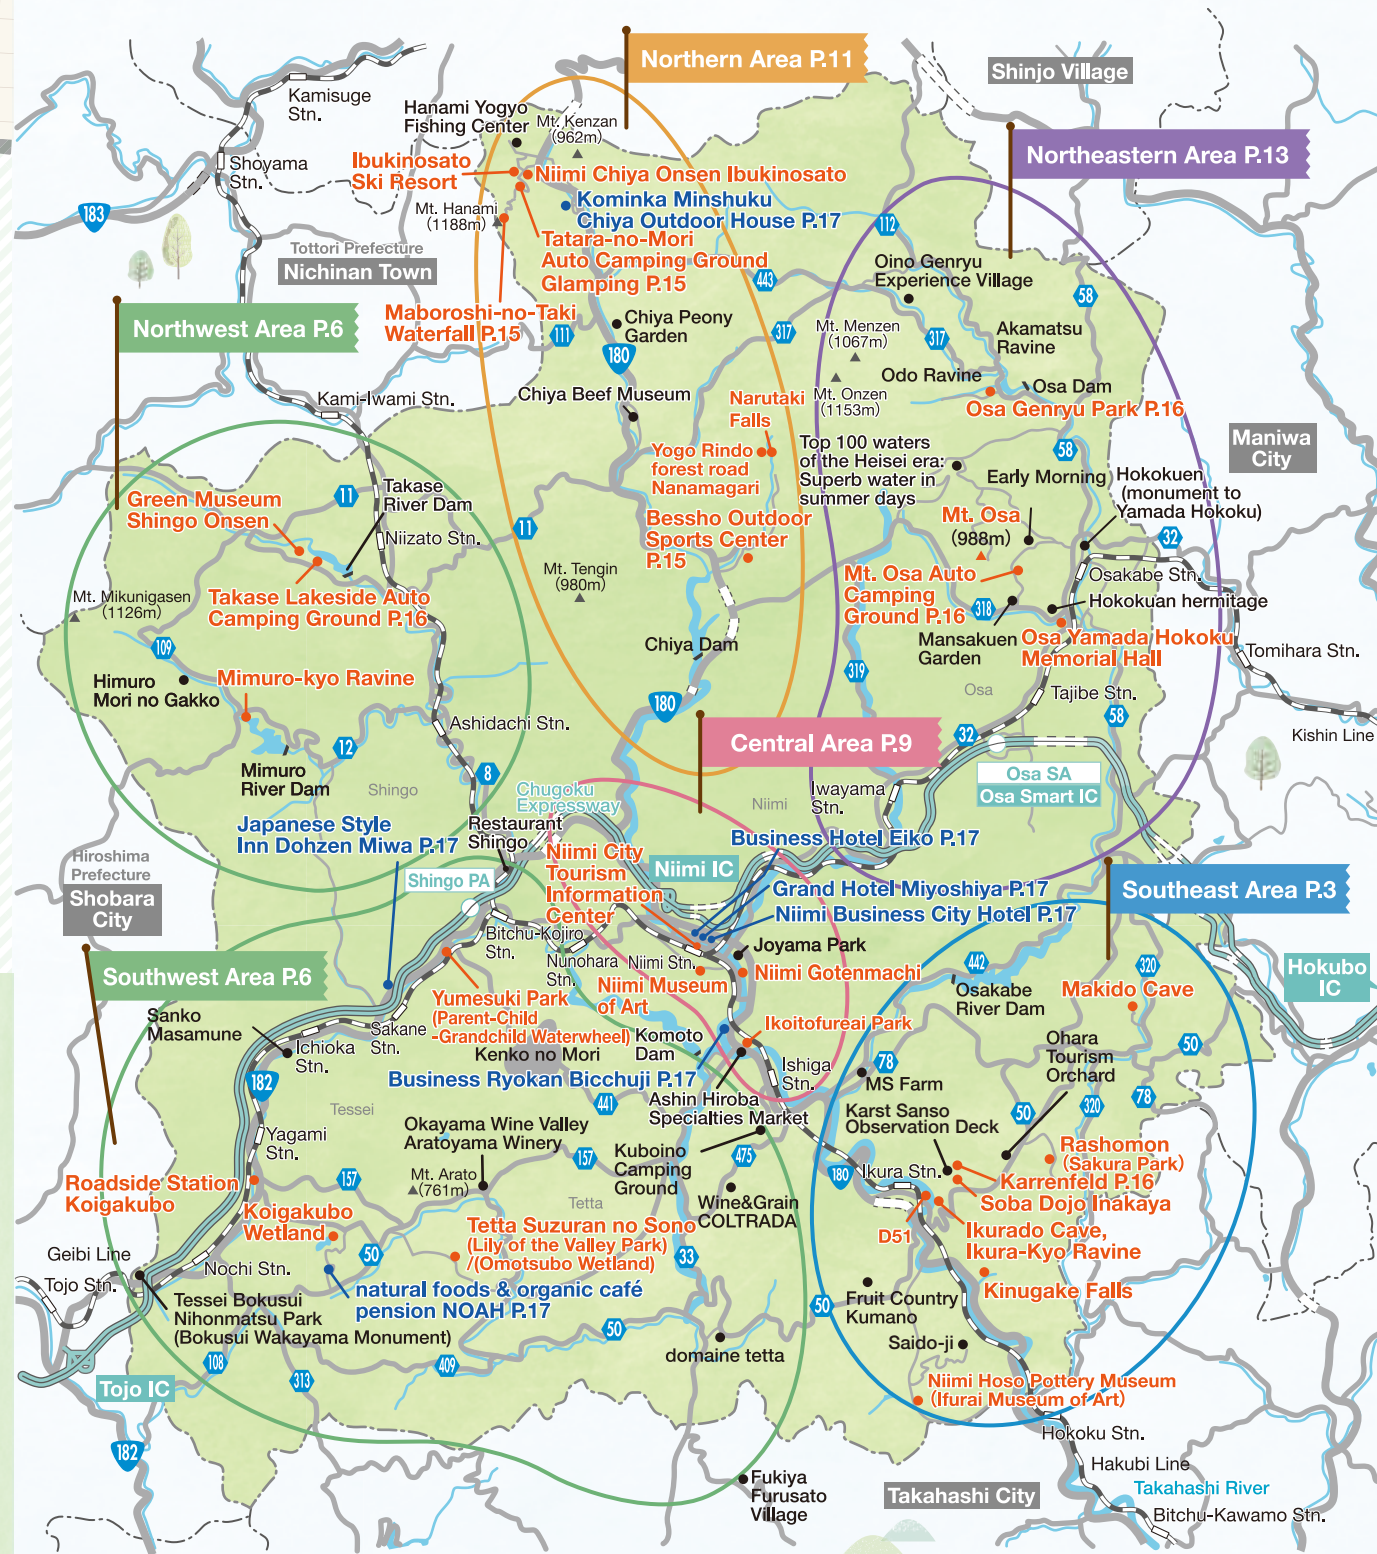 Northern Area P.11
Shinjo Village
Kamisuge
Stn.
Hanami Yogyo
Fishing Center
Mt. Kenzan
(962m)
Northeastern Area P.13
Shoyama
Stn.
Ibukinosato
Ski Resort
Niimi Chiya Onsen Ibukinosato
Kominka Minshuku
Chiya Outdoor House P.17
183
Mt. Hanami
(1188m)
112
Tottori Prefecture
Nichinan Town
Tatara-no-Mori
Auto Camping Ground
Glamping P.15
443
Oino Genryu
Experience Village
58
Northwest Area P.6
Maboroshi-no-Taki
Waterfall P.15
111
Chiya Peony
Garden
180
317
Mt. Menzen
(1067m)
317
Akamatsu
Ravine
Odo Ravine
Osa Dam
Mt. Onzen
(1153m)
Osa Genryu Park P.16
Kami-Iwami Stn.
Chiya Beef Museum
Narutaki
Falls
Yogo Rindo
forest road
Nanamagari
Top 100 waters
of the Heisei era:
Superb water in
summer days
58
Maniwa
City
Early Morning
Hokokuen
(monument to
Yamada Hokoku)
Green Museum
Shingo Onsen
11
Takase
River Dam
Niizato Stn.
11
Bessho Outdoor
Sports Center
P.15
Mt. Osa
(988m)
32
Osakabe Stn.
Mt. Tengin
(980m)
Mt. Osa Auto
Camping
Ground P.16
318
Hokokuan hermitage
Mt. Mikunigasen
(1126m)
Takase Lakeside Auto
Camping Ground P.16
109
Chiya Dam
Mansakuen
Garden
Osa Yamada Hokoku
Memorial Hall
Tomihara Stn.
Himuro
Mori no Gakko
Mimuro-kyo Ravine
319
Osa
Tajibe Stn.
180
58
Ashidachi Stn.
Central Area P.9
32
Kishin Line
12
Mimuro
River Dam
8
Shingo
Osa SA
Osa Smart IC
Chugoku
Expressway
Niimi
Iwayama
Stn.
Japanese Style
Inn Dohzen Miwa P.17
Restaurant
Shingo
Business Hotel Eiko P.17
Hiroshima
Prefecture
Shobara
City
Shingo PA
Niimi City
Tourism
Information
Center
Niimi IC
Grand Hotel Miyoshiya P.17
Niimi Business City Hotel P.17
Southeast Area P.3
Bitchu-Kojiro
Stn.
Nunohara
Stn.
Niimi Stn.
Joyama Park
Niimi Gotenmachi
Southwest Area P.6
442
320
Hokubo
IC
Niimi Museum
of Art
Osakabe
River Dam
Makido Cave
Yumesuki Park
(Parent-Child
-Grandchild Waterwheel)
Sanko
Masamune
Sakane
Stn.
Ichioka
Stn.
Kenko no Mori
Komoto
Dam
Ikoitofureai Park
Ohara
Tourism
Orchard
50
Ishiga
Stn.
78
MS Farm
182
Business Ryokan Bicchuji P.17
Tessei
441
Ashin Hiroba
Specialties Market
Karst Sanso
Observation Deck
50
320
78
Okayama Wine Valley
Aratoyama Winery
Yagami
Stn.
Kuboino
Camping
Ground
157
475
Rashomon
(Sakura Park)
Mt. Arato
(761m)
180
Ikura Stn.
Karrenfeld P.16
Soba Dojo Inakaya
Roadside Station
Koigakubo
157
Tetta
Wine&Grain
COLTRADA
Koigakubo
Wetland
D51
Ikurado Cave,
Ikura-Kyo Ravine
Tetta Suzuran no Sono
(Lily of the Valley Park)
/(Omotsubo Wetland)
Geibi Line
50
33
Nochi Stn.
Tojo Stn.
natural foods & organic café
pension NOAH P.17
Kinugake Falls
Tessei Bokusui
Nihonmatsu Park
(Bokusui Wakayama Monument)
50
Fruit Country
Kumano
50
Saido-ji
108
409
domaine tetta
313
Tojo IC
Niimi Hoso Pottery Museum
(Ifurai Museum of Art)
182
Hokoku Stn.
Hakubi Line
Fukiya
Furusato
Village
Takahashi City
Takahashi River
Bitchu-Kawamo Stn.